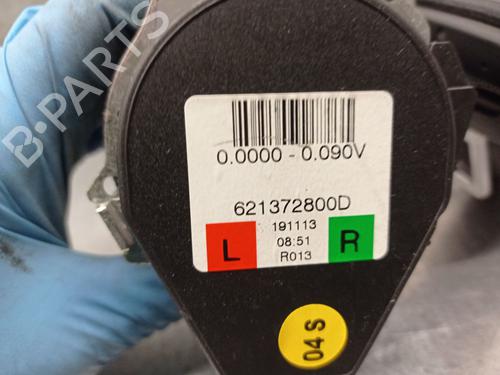 B-PARTS
0.0000 - 0.090V
621372800D
L
191113
08:51
R013
R
04 S